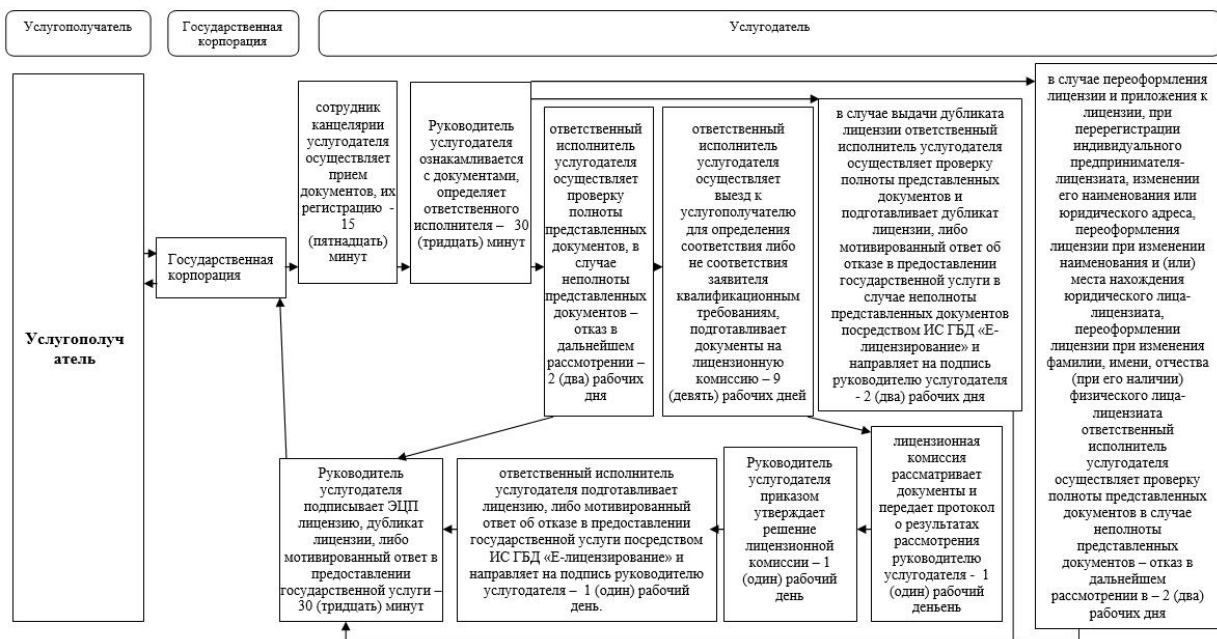 Услугополучатель
Государственная
корпорация
Услугодатель
Услугополуч
атель
Государственная
корпорация
сотрудник
канцелярии
услугодателя
осуществляет
прием
документов, их
регистрацию -
15
(пятнадцать)
минут
Руководитель
услугодателя
ознакамливается
с документами,
определяет
ответственного
исполнителя – 30
(тридцать) минут
ответственный
исполнитель
услугодателя
осуществляет
проверку
полноты
представленных
документов, в
случае
неполноты
представленных
документов –
отказ в
дальнейшем
рассмотрении –
2 (два) рабочих
дня
ответственный
исполнитель
услугодателя
осуществляет
выезд к
услугополучателю
для определения
соответствия либо
не соответствия
заявителя
квалификационным
требованиям,
подготавливает
документы на
лицензионную
комиссию – 9
(девять) рабочих дней
в случае выдачи дубликата
лицензии ответственный
исполнитель услугодателя
осуществляет проверку
полноты представленных
документов и
подготавливает дубликат
лицензии, либо
мотивированный ответ об
отказе в предоставлении
государственной услуги в
случае неполноты
представленных документов
посредством ИС ГБД «Е-
лицензирование» и
направляет на подпись
руководителю услугодателя
- 2 (два) рабочих дня
в случае переоформления
лицензии и приложения к
лицензии, при
перерегистрации
индивидуального
предпринимателя-
лицензиата, изменении
его наименования или
юридического адреса,
переоформления
лицензии при изменении
наименования и (или)
места нахождения
юридического лица-
лицензиата,
переоформлении
лицензии при изменения
фамилии, имени, отчества
(при его наличии)
физического лица-
лицензиата
ответственный
исполнитель
услугодателя
осуществляет проверку
полноты представленных
документов в случае
неполноты
представленных
документов – отказ в
дальнейшем
рассмотрении в – 2 (два)
рабочих дня
Руководитель
услугодателя
подписывает ЭЦП
лицензию, дубликат
лицензии, либо
мотивированный ответ в
предоставлении
государственной услуги –
30 (тридцать) минут
ответственный исполнитель
услугодателя подготавливает
лицензию, либо мотивированный
ответ об отказе в предоставлении
государственной услуги посредством
ИС ГБД «Е-лицензирование» и
направляет на подпись руководителю
услугодателя – 1 (один) рабочий
день.
Руководитель
услугодателя
приказом
утверждает
решение
лицензионной
комиссии – 1
(один) рабочий
день
лицензионная
комиссия
рассматривает
документы и
передает протокол
о результатах
рассмотрения
руководителю
услугодателя - 1
(один) рабочий
деньень